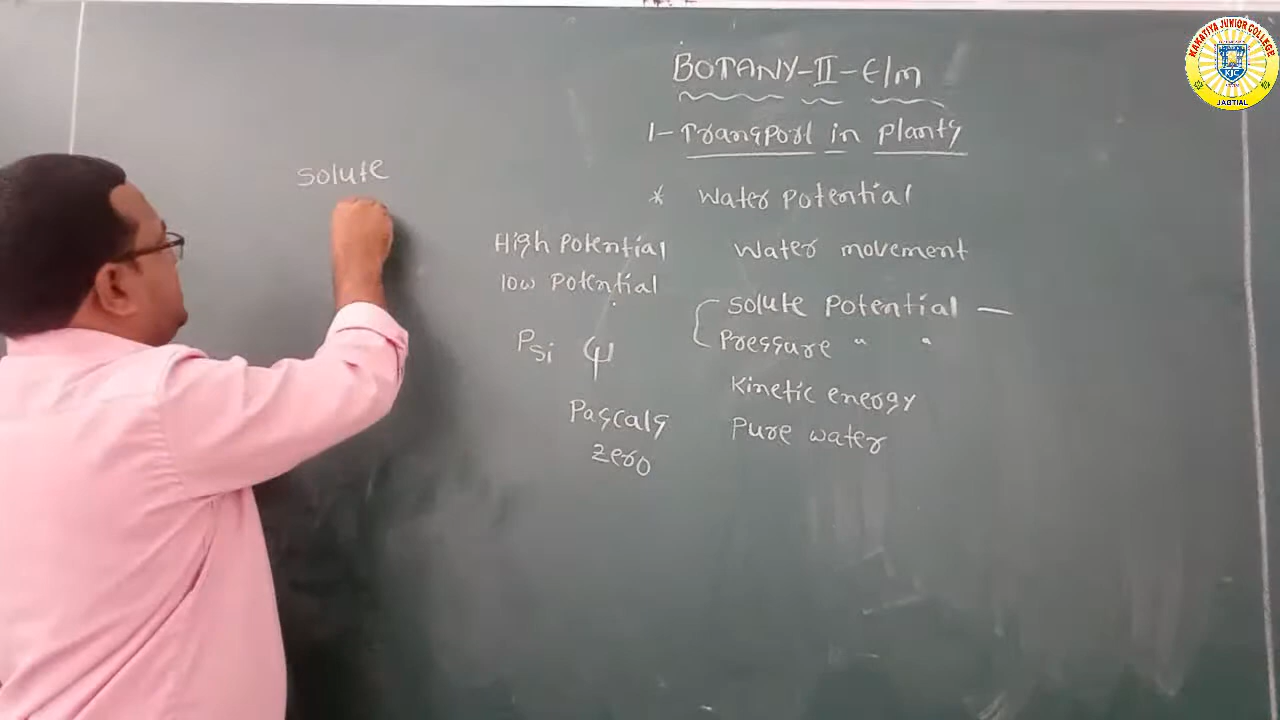 BOTANY-II-E/M
1-Transport in plants
* Water potential
Water movement
Solute potential —
Pressure " "
Kinetic energy
Pure water
High potential
low potential
Psi ψ
Pascals
zero
Solute
KAKATIYA JUNIOR COLLEGE
KJC
JAGTIAL